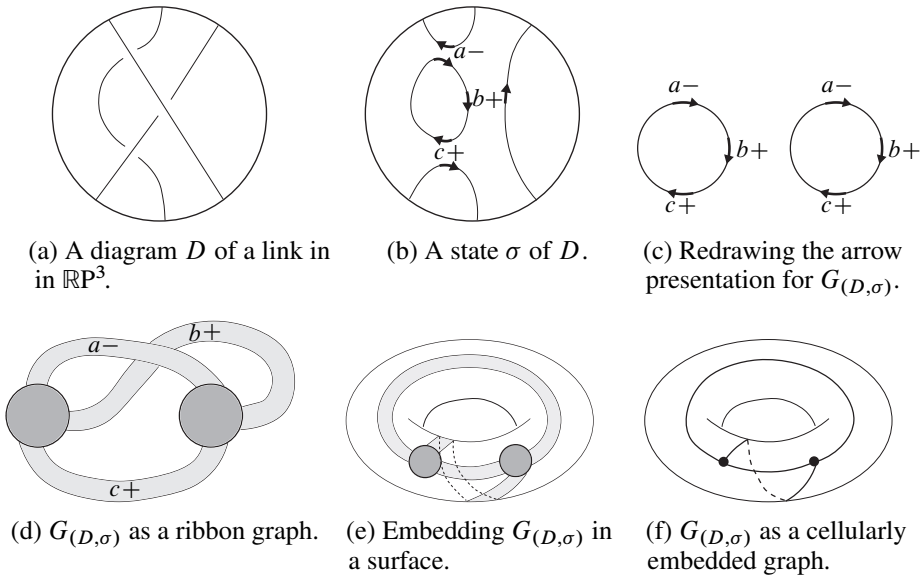 a−
b+
c+
a−
b+
c+
a−
b+
c+
(a) A diagram D of a link in
in ℝP³.
(b) A state σ of D.
(c) Redrawing the arrow
presentation for G(D,σ).
a−
b+
c+
(d) G(D,σ) as a ribbon graph.
(e) Embedding G(D,σ) in
a surface.
(f) G(D,σ) as a cellularly
embedded graph.